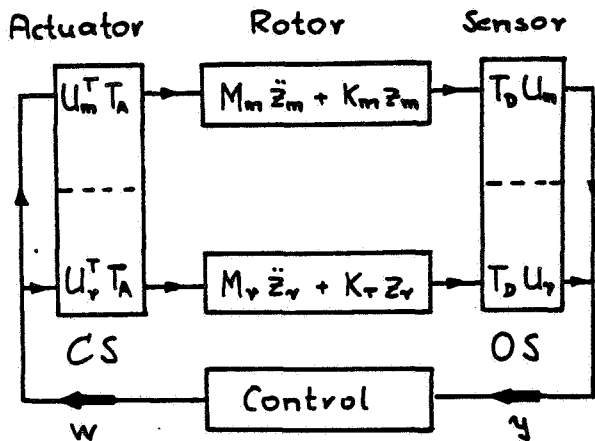 Actuator Rotor Sensor
U_m^T T_A M_m z̈_m + K_m z_m T_D U_m
U_r^T T_A M_r z̈_r + K_r z_r T_D U_r
CS OS
Control
w y